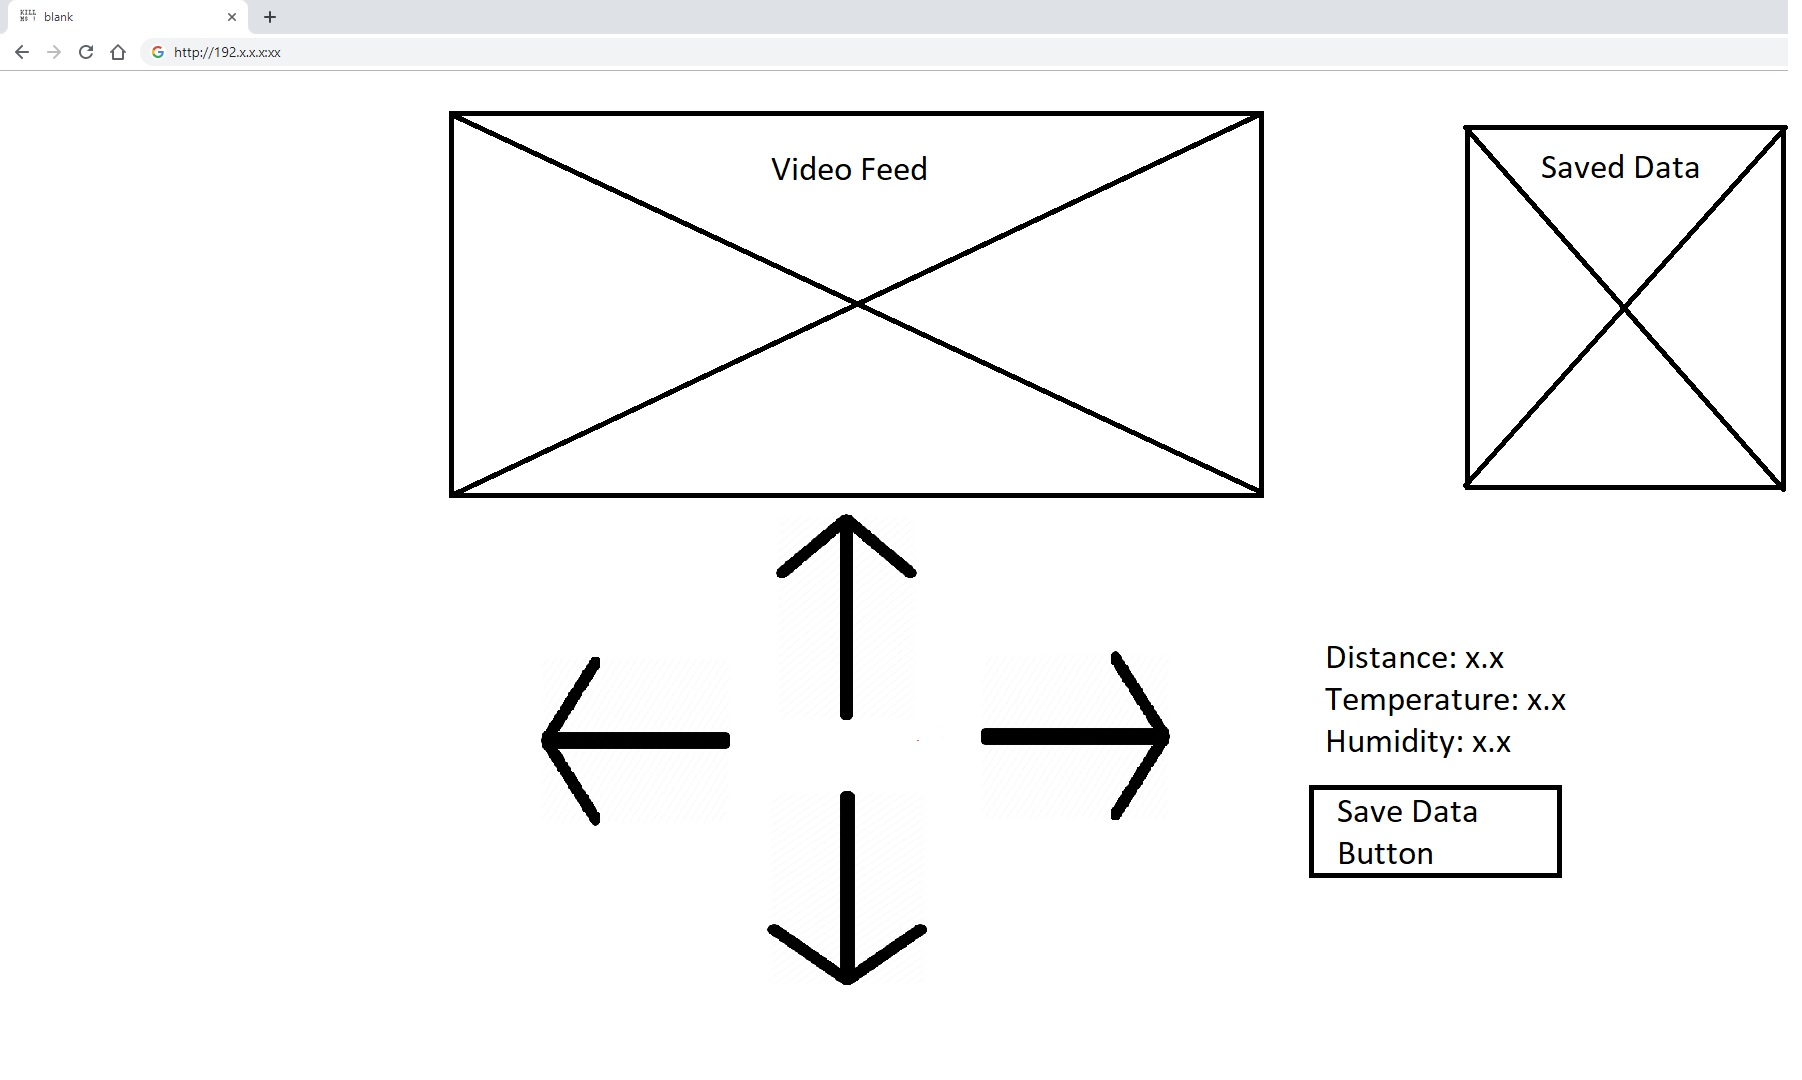 blank
http://192.x.x.x:xx
Video Feed
Saved Data
Distance: x.x
Temperature: x.x
Humidity: x.x
Save Data
Button